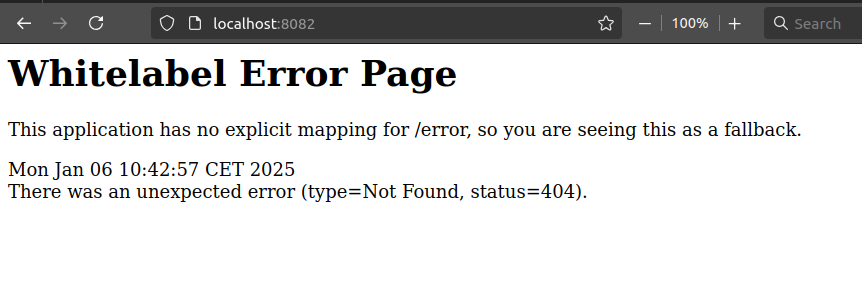 localhost:8082
100%
Search
Whitelabel Error Page
This application has no explicit mapping for /error, so you are seeing this as a fallback.
Mon Jan 06 10:42:57 CET 2025
There was an unexpected error (type=Not Found, status=404).